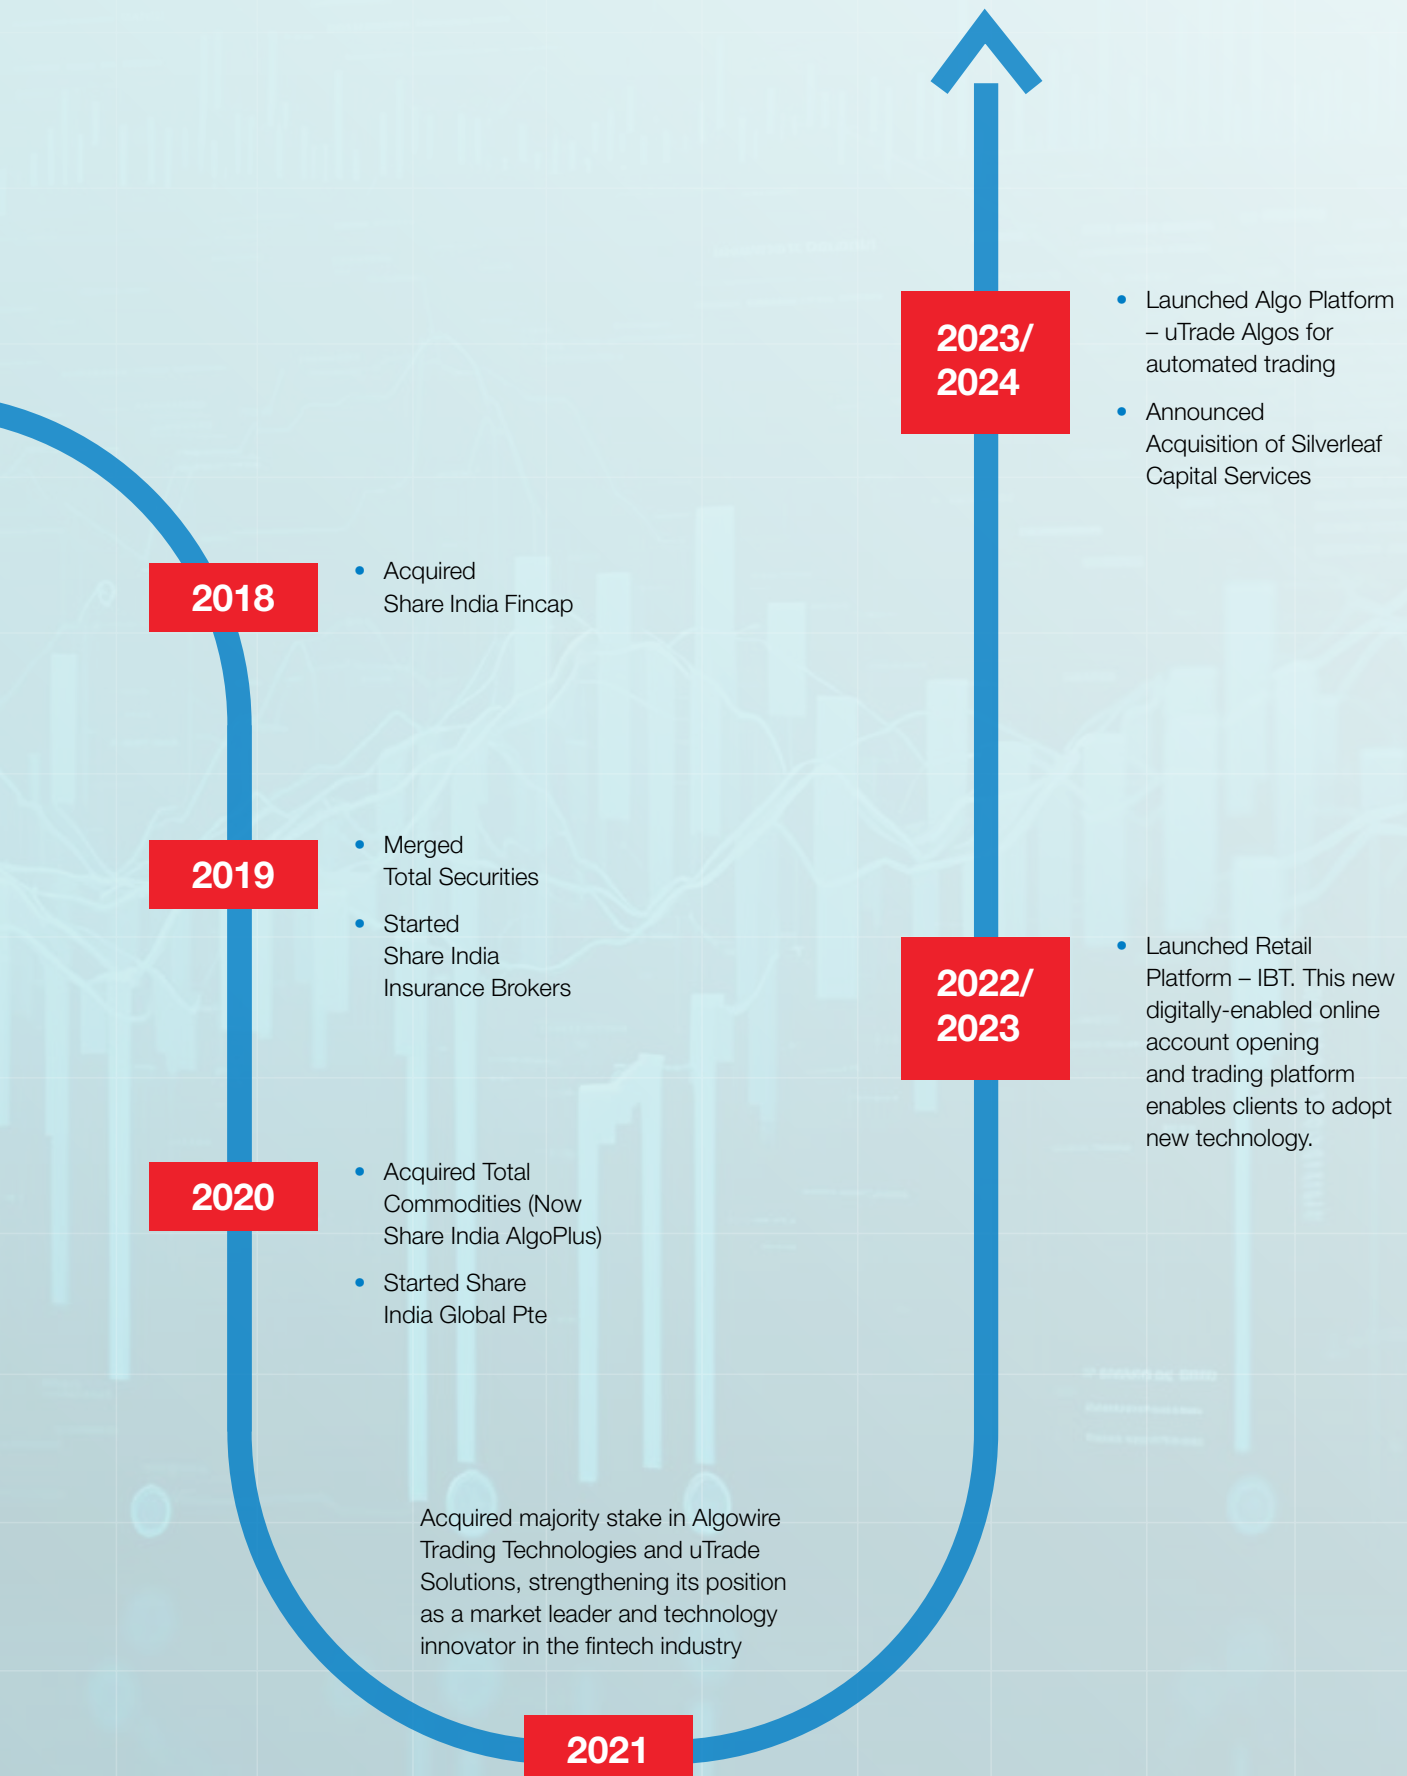 2018
• Acquired
Share India Fincap
2019
• Merged
Total Securities
• Started
Share India
Insurance Brokers
2020
• Acquired Total
Commodities (Now
Share India AlgoPlus)
• Started Share
India Global Pte
Acquired majority stake in Algowire
Trading Technologies and uTrade
Solutions, strengthening its position
as a market leader and technology
innovator in the fintech industry
2021
2022/
2023
• Launched Retail
Platform – IBT. This new
digitally-enabled online
account opening
and trading platform
enables clients to adopt
new technology.
2023/
2024
• Launched Algo Platform
– uTrade Algos for
automated trading
• Announced
Acquisition of Silverleaf
Capital Services